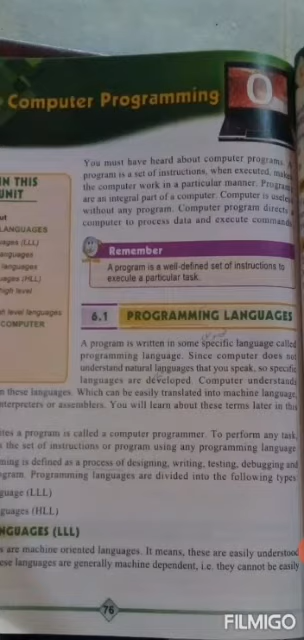 Computer Programming
IN THIS
UNIT
LANGUAGES
(LLL)
languages
(HLL)
high level
level languages
COMPUTER
You must have heard about computer programs. A
program is a set of instructions, when executed, makes
the computer work in a particular manner. Program
are an integral part of a computer. Computer is useless
without any program. Computer program directs a
computer to process data and execute commands
Remember
A program is a well-defined set of instructions to
execute a particular task.
6.1 PROGRAMMING LANGUAGES
A program is written in some specific language called
programming language. Since computer does not
understand natural languages that you speak, so specific
languages are developed. Computer understands
these languages. Which can be easily translated into machine language,
interpreters or assemblers. You will learn about these terms later in this
a program is called a computer programmer. To perform any task,
the set of instructions or program using any programming language.
is defined as a process of designing, writing, testing, debugging and
Programming languages are divided into the following types:
(LLL)
(HLL)
(LLL)
are machine oriented languages. It means, these are easily understood
languages are generally machine dependent, i.e. they cannot be easily
76
FILMIGO